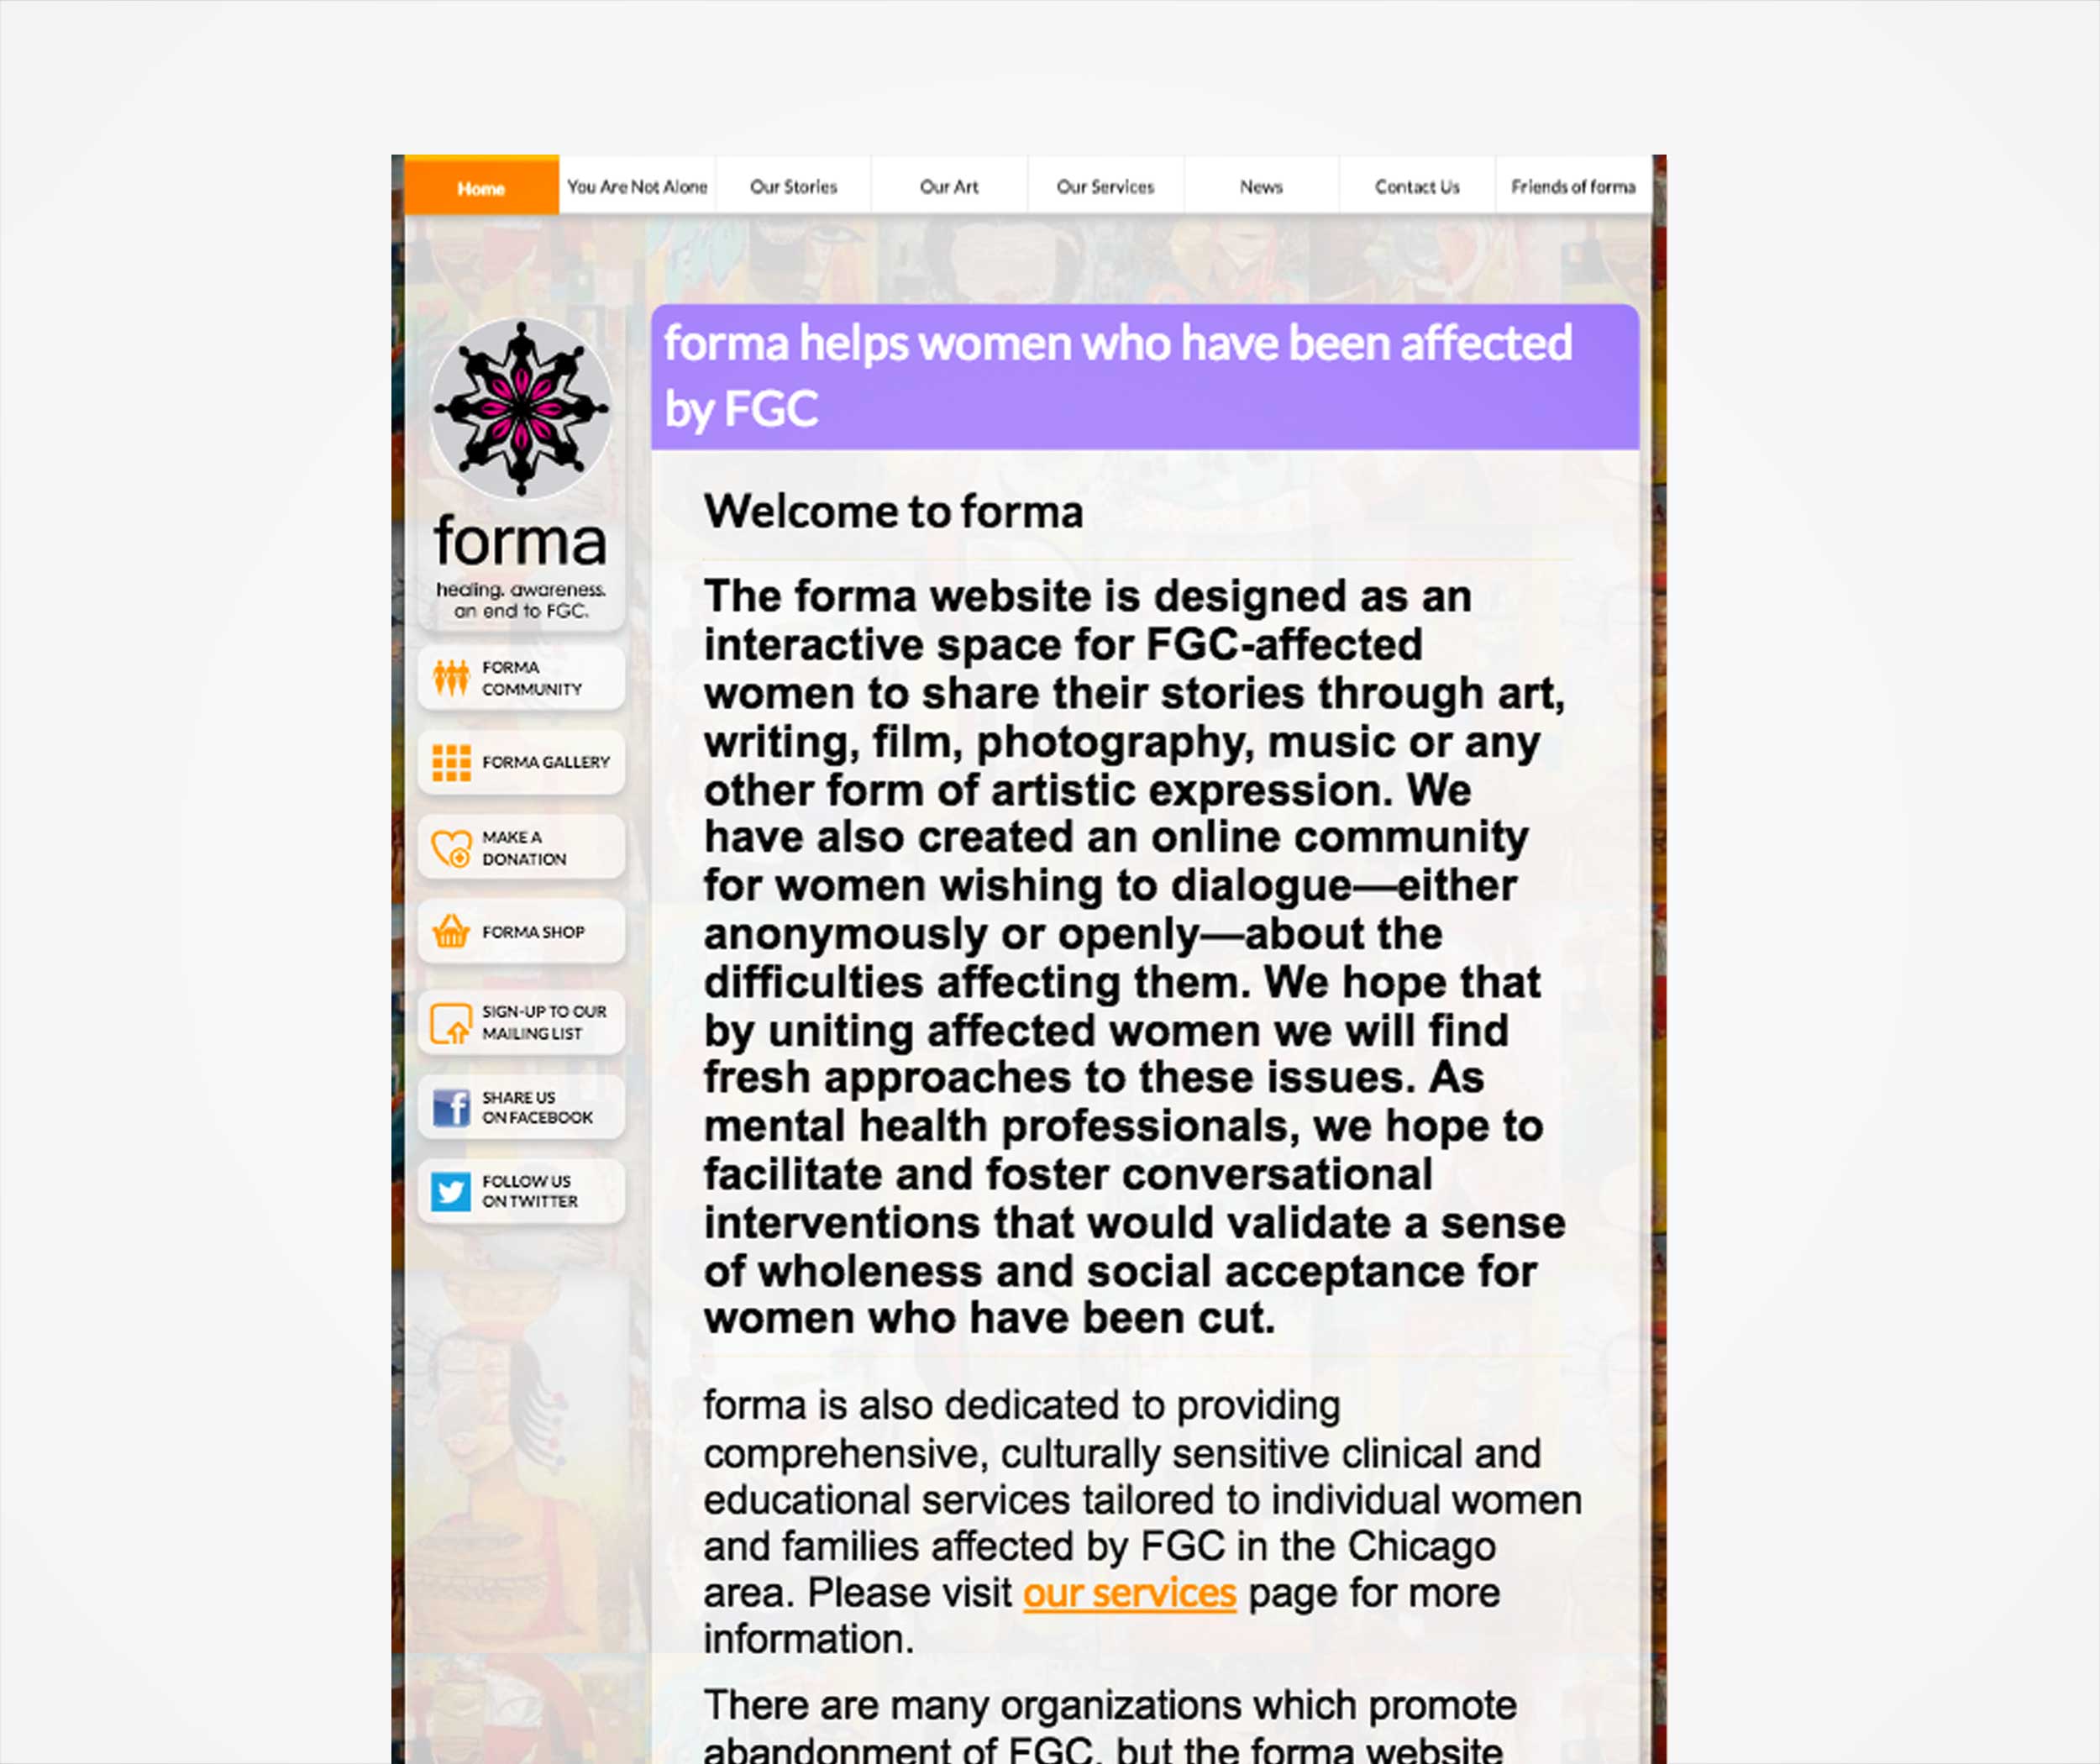 Home
You Are Not Alone
Our Stories
Our Art
Our Services
News
Contact Us
Friends of forma
forma
healing. awareness.
an end to FGC.
FORMA
COMMUNITY
FORMA GALLERY
MAKE A
DONATION
FORMA SHOP
SIGN-UP TO OUR
MAILING LIST
SHARE US
ON FACEBOOK
FOLLOW US
ON TWITTER
forma helps women who have been affected
by FGC
Welcome to forma
The forma website is designed as an
interactive space for FGC-affected
women to share their stories through art,
writing, film, photography, music or any
other form of artistic expression. We
have also created an online community
for women wishing to dialogue—either
anonymously or openly—about the
difficulties affecting them. We hope that
by uniting affected women we will find
fresh approaches to these issues. As
mental health professionals, we hope to
facilitate and foster conversational
interventions that would validate a sense
of wholeness and social acceptance for
women who have been cut.
forma is also dedicated to providing
comprehensive, culturally sensitive clinical and
educational services tailored to individual women
and families affected by FGC in the Chicago
area. Please visit our services page for more
information.
There are many organizations which promote
abandonment of FGC, but the forma website